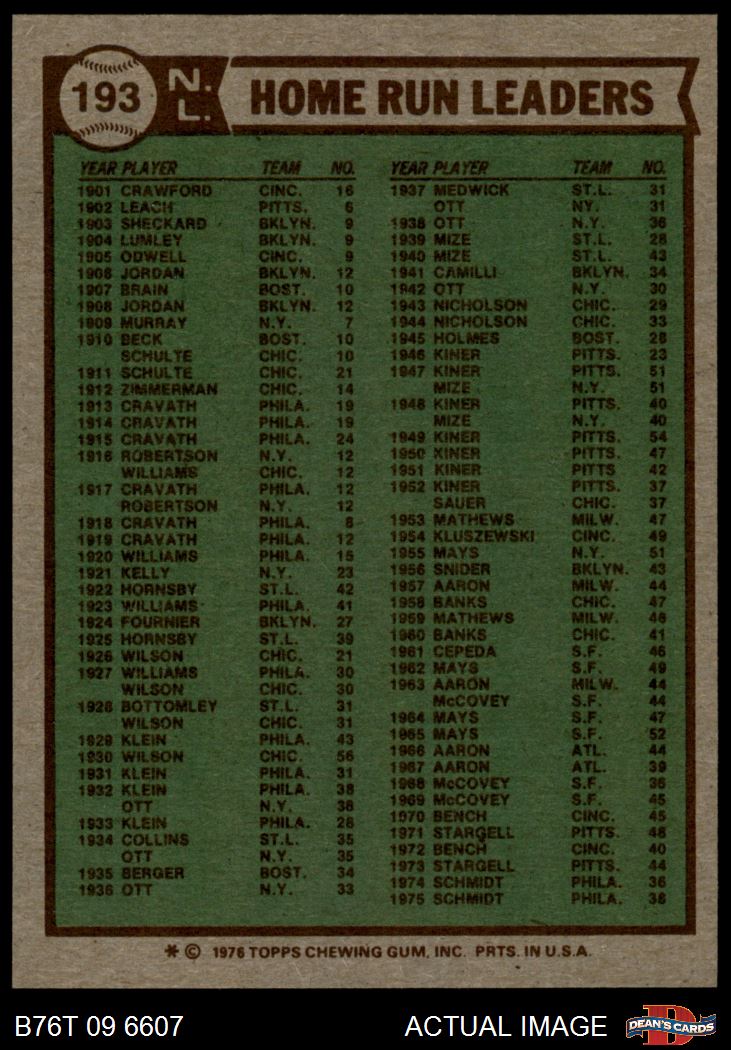 193 N.L. HOME RUN LEADERS
YEAR PLAYER TEAM NO.
1901 CRAWFORD CINC. 16
1902 LEACH PITTS. 6
1903 SHECKARD BKLYN. 9
1904 LUMLEY BKLYN. 9
1905 ODWELL CINC. 9
1906 JORDAN BKLYN. 12
1907 BRAIN BOST. 10
1908 JORDAN BKLYN. 12
1909 MURRAY N.Y. 7
1910 BECK BOST. 10
SCHULTE CHIC. 10
1911 SCHULTE CHIC. 21
1912 ZIMMERMAN CHIC. 14
1913 CRAVATH PHILA. 19
1914 CRAVATH PHILA. 19
1915 CRAVATH PHILA. 24
1916 ROBERTSON N.Y. 12
WILLIAMS CHIC. 12
1917 CRAVATH PHILA. 12
ROBERTSON N.Y. 12
1918 CRAVATH PHILA. 8
1919 CRAVATH PHILA. 12
1920 WILLIAMS PHILA. 15
1921 KELLY N.Y. 23
1922 HORNSBY ST.L. 42
1923 WILLIAMS PHILA. 41
1924 FOURNIER BKLYN. 27
1925 HORNSBY ST.L. 39
1926 WILSON CHIC. 21
1927 WILLIAMS PHILA. 30
WILSON CHIC. 30
1928 BOTTOMLEY ST.L. 31
WILSON CHIC. 31
1929 KLEIN PHILA. 43
1930 WILSON CHIC. 56
1931 KLEIN PHILA. 31
1932 KLEIN PHILA. 38
OTT N.Y. 38
1933 KLEIN PHILA. 28
1934 COLLINS ST.L. 35
OTT N.Y. 35
1935 BERGER BOST. 34
1936 OTT N.Y. 33
YEAR PLAYER TEAM NO.
1937 MEDWICK ST.L. 31
OTT NY. 31
1938 OTT N.Y. 36
1939 MIZE ST.L. 28
1940 MIZE ST.L. 43
1941 CAMILLI BKLYN. 34
1942 OTT N.Y. 30
1943 NICHOLSON CHIC. 29
1944 NICHOLSON CHIC. 33
1945 HOLMES BOST. 28
1946 KINER PITTS. 23
1947 KINER PITTS. 51
MIZE N.Y. 51
1948 KINER PITTS. 40
MIZE N.Y. 40
1949 KINER PITTS. 54
1950 KINER PITTS. 47
1951 KINER PITTS 42
1952 KINER PITTS. 37
SAUER CHIC. 37
1953 MATHEWS MILW. 47
1954 KLUSZEWSKI CINC. 49
1955 MAYS N.Y. 51
1956 SNIDER BKLYN. 43
1957 AARON MILW. 44
1958 BANKS CHIC. 47
1959 MATHEWS MILW. 46
1960 BANKS CHIC. 41
1961 CEPEDA S.F. 46
1962 MAYS S.F. 49
1963 AARON MILW. 44
McCOVEY S.F. 44
1964 MAYS S.F. 47
1965 MAYS S.F. 52
1966 AARON ATL. 44
1967 AARON ATL. 39
1968 McCOVEY S.F. 36
1969 McCOVEY S.F. 45
1970 BENCH CINC. 45
1971 STARGELL PITTS. 48
1972 BENCH CINC. 40
1973 STARGELL PITTS. 44
1974 SCHMIDT PHILA. 36
1975 SCHMIDT PHILA. 38
* © 1976 TOPPS CHEWING GUM, INC. PRTS. IN U.S.A.
B76T 09 6607 ACTUAL IMAGE DEAN'S CARDS